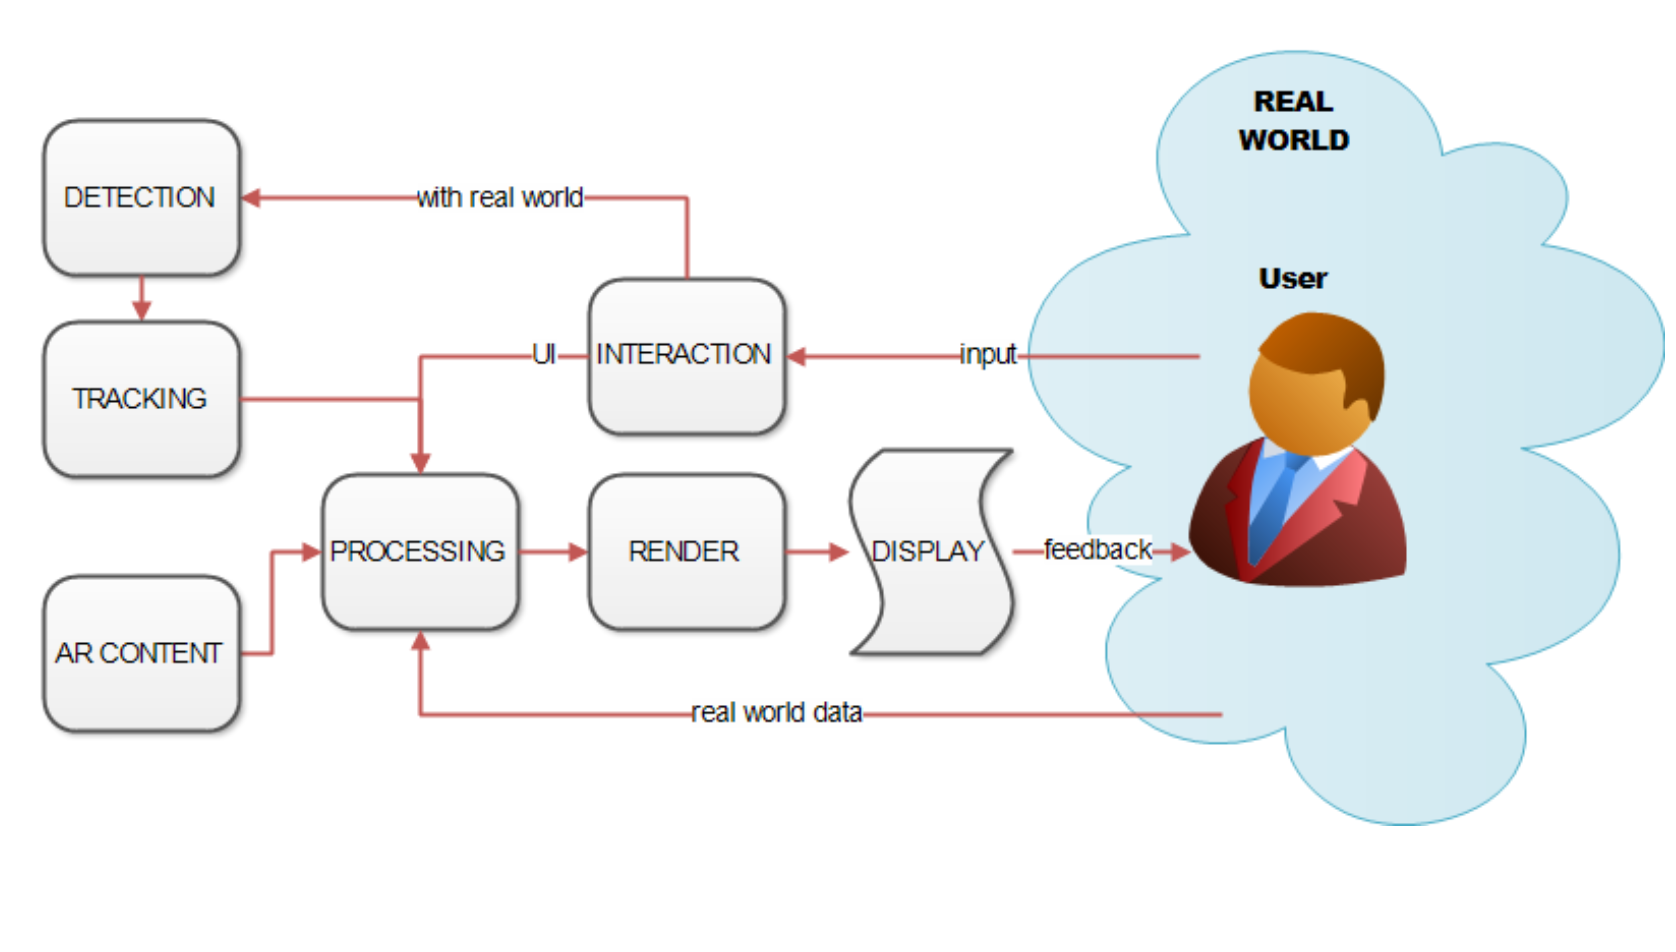 REAL
WORLD
DETECTION
with real world
User
TRACKING
UI
INTERACTION
input
PROCESSING
RENDER
DISPLAY
feedback
AR CONTENT
real world data